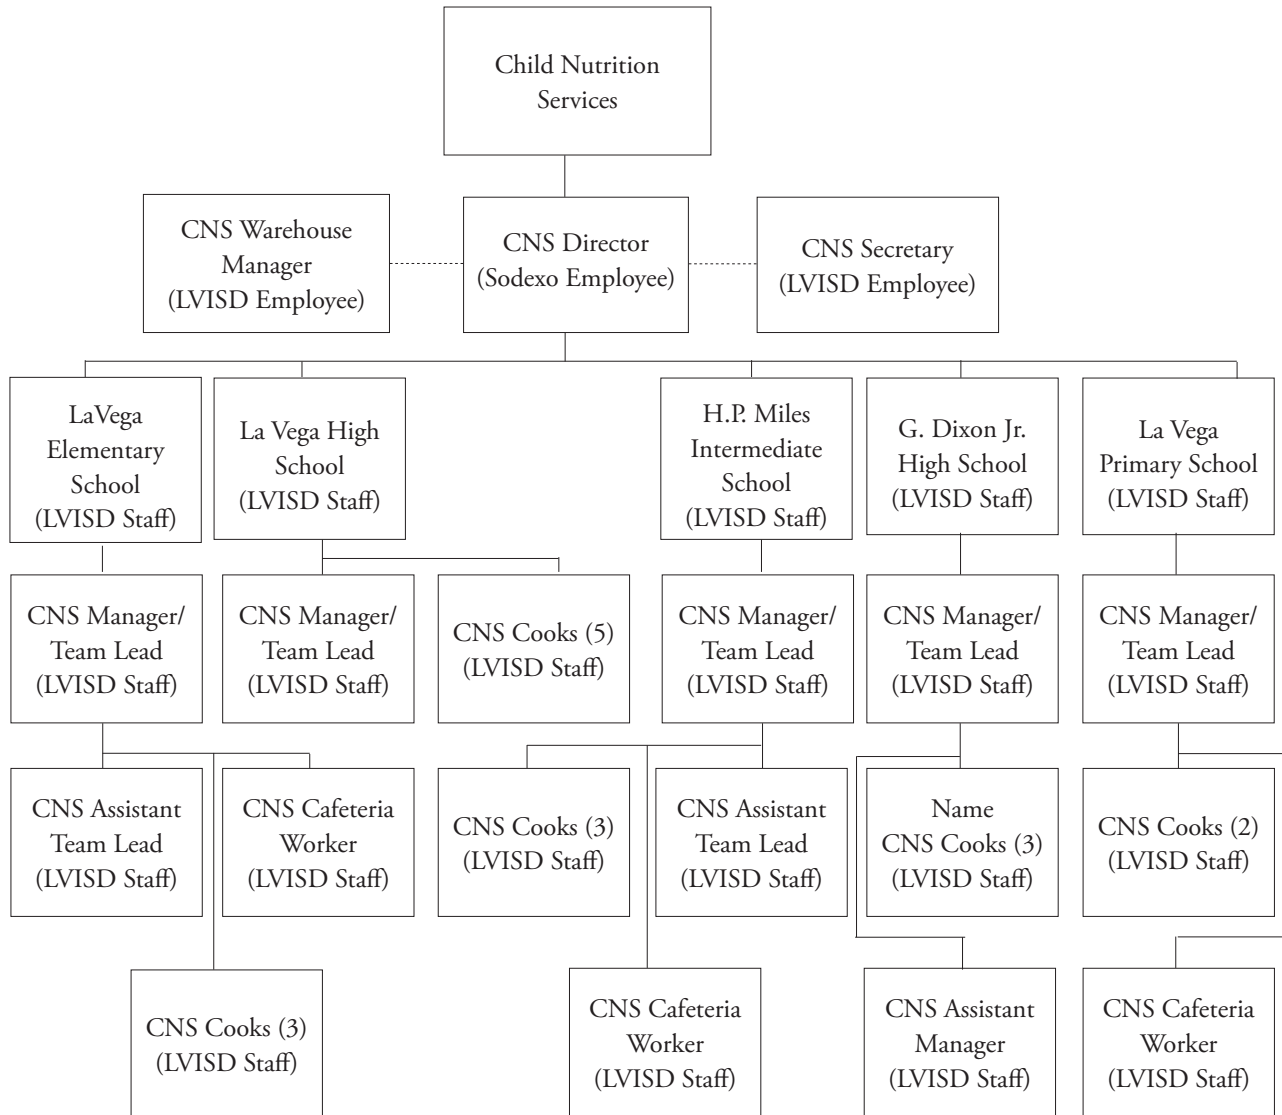 Child Nutrition
Services
CNS Warehouse
Manager
(LVISD Employee)
CNS Director
(Sodexo Employee)
CNS Secretary
(LVISD Employee)
LaVega
Elementary
School
(LVISD Staff)
La Vega High
School
(LVISD Staff)
H.P. Miles
Intermediate
School
(LVISD Staff)
G. Dixon Jr.
High School
(LVISD Staff)
La Vega
Primary School
(LVISD Staff)
CNS Manager/
Team Lead
(LVISD Staff)
CNS Manager/
Team Lead
(LVISD Staff)
CNS Cooks (5)
(LVISD Staff)
CNS Manager/
Team Lead
(LVISD Staff)
CNS Manager/
Team Lead
(LVISD Staff)
CNS Manager/
Team Lead
(LVISD Staff)
CNS Assistant
Team Lead
(LVISD Staff)
CNS Cafeteria
Worker
(LVISD Staff)
CNS Cooks (3)
(LVISD Staff)
CNS Assistant
Team Lead
(LVISD Staff)
Name
CNS Cooks (3)
(LVISD Staff)
CNS Cooks (2)
(LVISD Staff)
CNS Cooks (3)
(LVISD Staff)
CNS Cafeteria
Worker
(LVISD Staff)
CNS Assistant
Manager
(LVISD Staff)
CNS Cafeteria
Worker
(LVISD Staff)